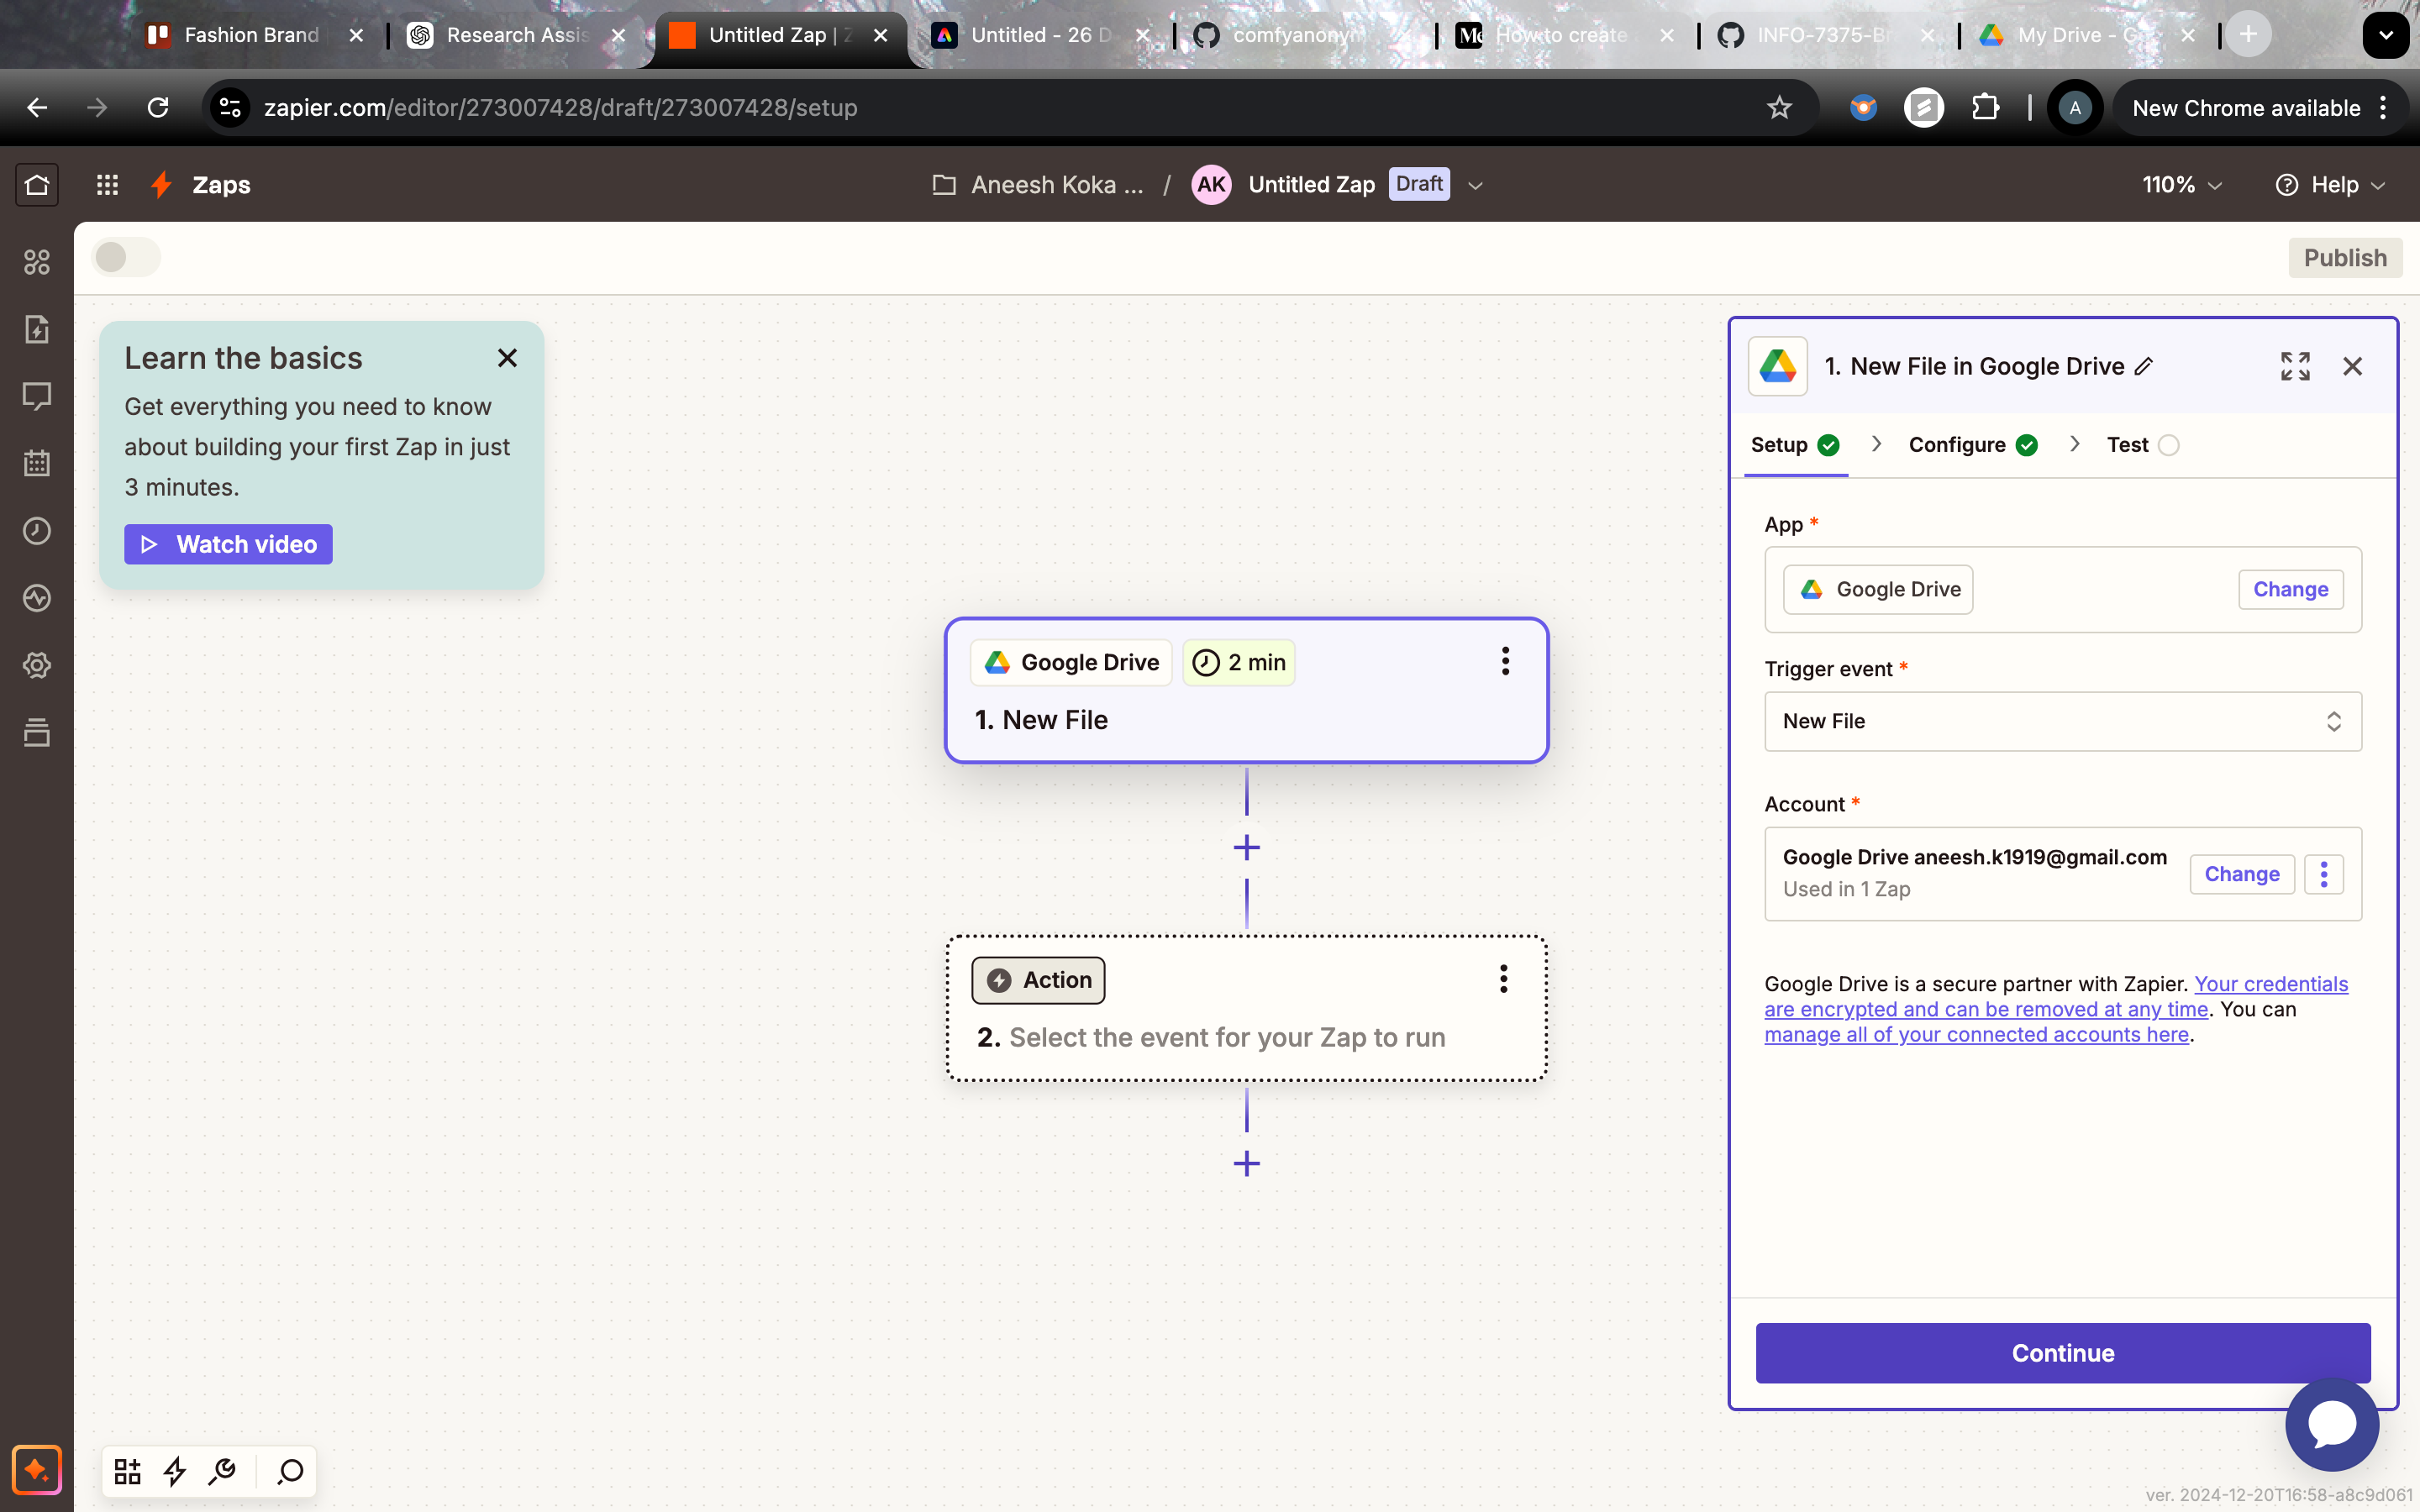 Fashion Brand
Research Assis
Untitled Zap | Z
Untitled - 26 D
comfyanonym
How to create
INFO-7375-Br
My Drive - G
zapier.com/editor/273007428/draft/273007428/setup
A
New Chrome available
Zaps
Aneesh Koka ... /
AK
Untitled Zap
Draft
110%
Help
Publish
Learn the basics
Get everything you need to know
about building your first Zap in just
3 minutes.
Watch video
Google Drive
2 min
1. New File
Action
2. Select the event for your Zap to run
1. New File in Google Drive
Setup
Configure
Test
App *
Google Drive
Change
Trigger event *
New File
Account *
Google Drive aneesh.k1919@gmail.com
Used in 1 Zap
Change
Google Drive is a secure partner with Zapier. Your credentials
are encrypted and can be removed at any time. You can
manage all of your connected accounts here.
Continue
ver. 2024-12-20T16:58-a8c9d061